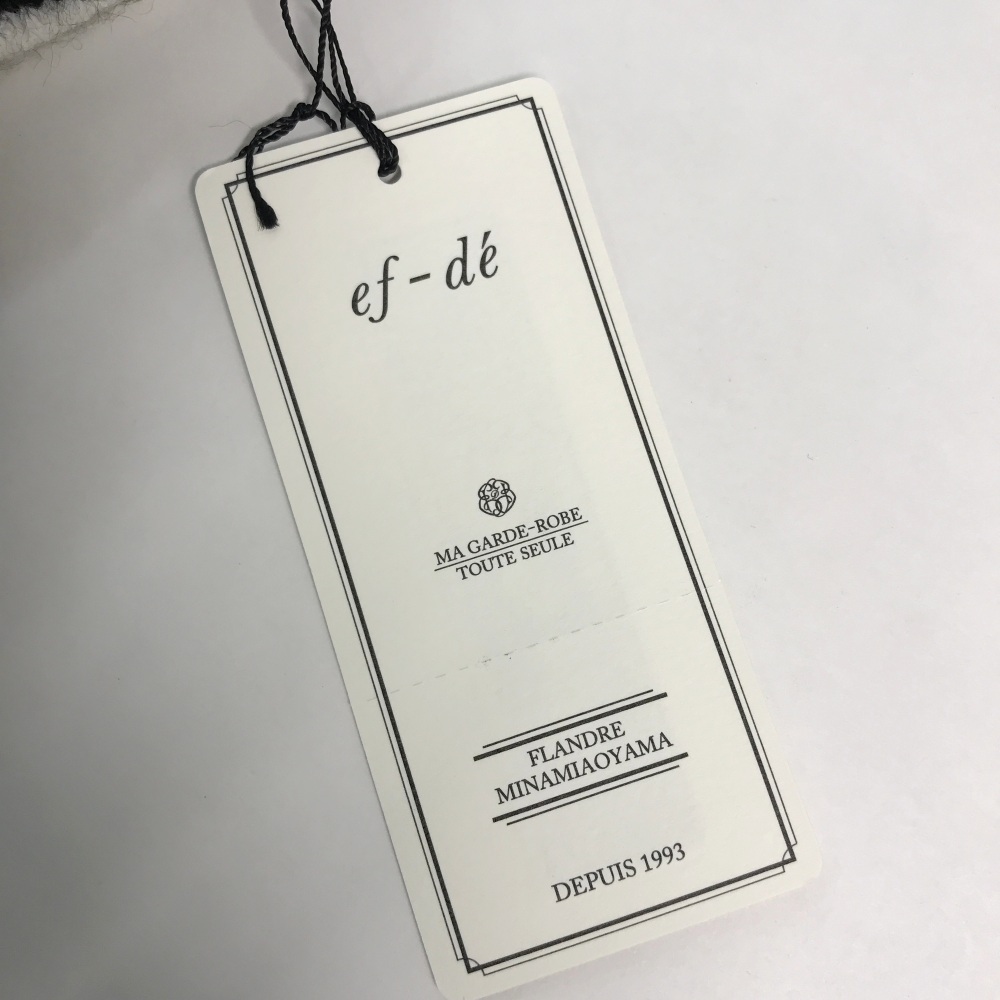 ef-dé
MA GARDE-ROBE
TOUTE SEULE
FLANDRE
MINAMIAOYAMA
DEPUIS 1993